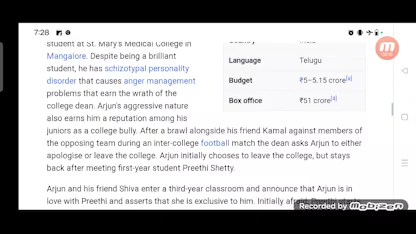 7:28
student at St. Mary's Medical College in
Mangalore. Despite being a brilliant
student, he has schizotypal personality
disorder that causes anger management
problems that earn the wrath of the
college dean. Arjun's aggressive nature
also earns him a reputation among his
juniors as a college bully. After a brawl alongside his friend Kamal against members of
the opposing team during an inter-college football match the dean asks Arjun to either
apologise or leave the college. Arjun initially chooses to leave the college, but stays
back after meeting first-year student Preethi Shetty.
Arjun and his friend Shiva enter a third-year classroom and announce that Arjun is in
love with Preethi and asserts that she is exclusive to him. Initially afraid, Preethi starts
Country India
Language Telugu
Budget ₹5–5.15 crore[a]
Box office ₹51 crore[4]
Recorded by mobizen